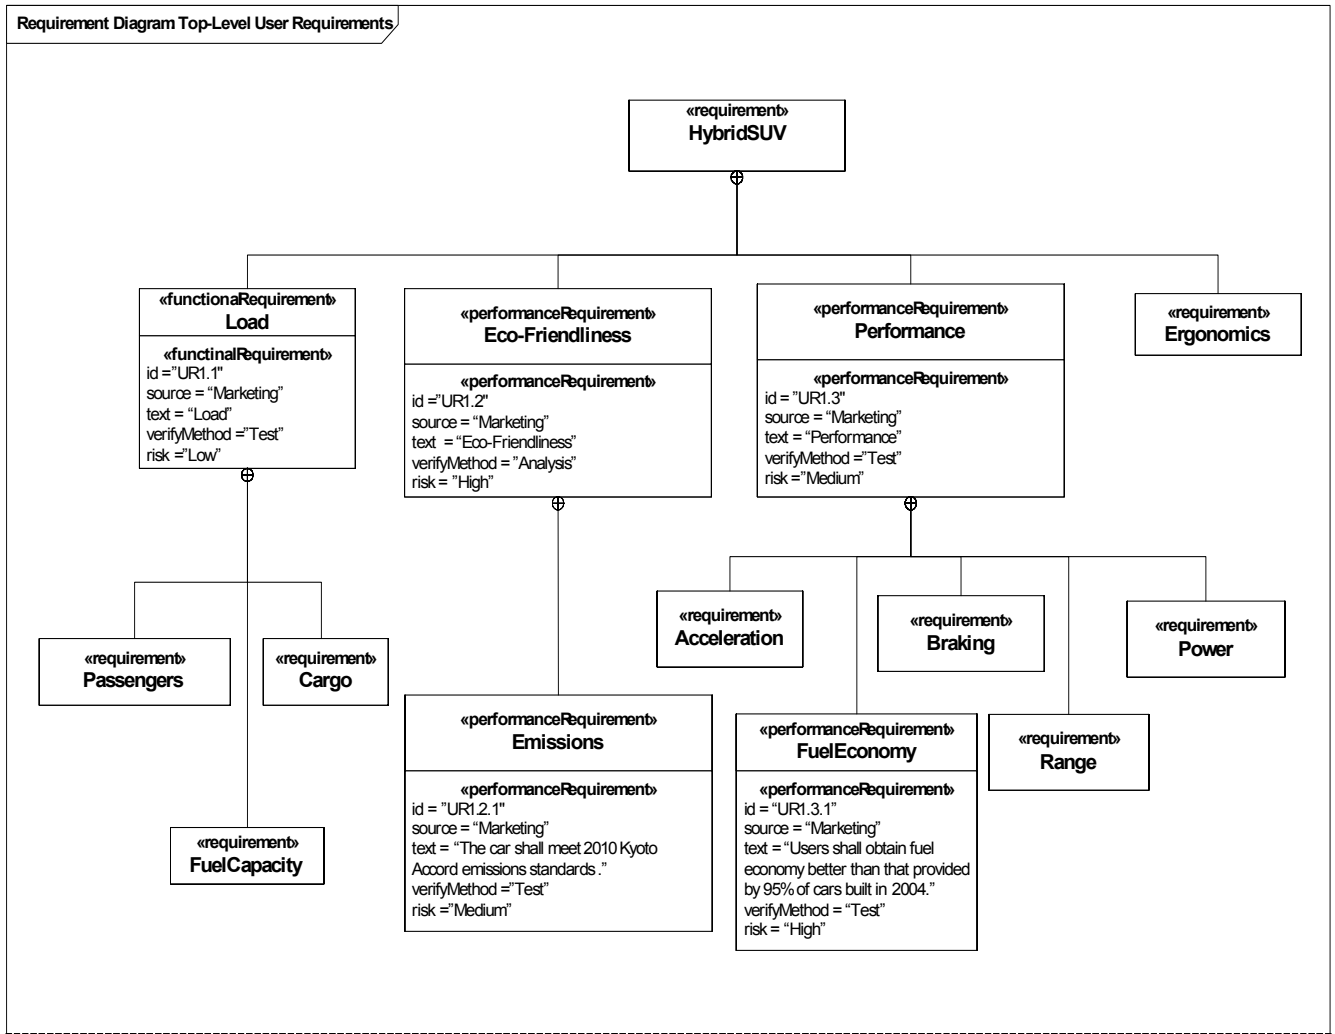 Requirement Diagram Top-Level User Requirements
«requirement»
HybridSUV
«functionaRequirement»
Load
«functinalRequirement»
id ="UR1.1"
source = “Marketing”
text = “Load”
verifyMethod =”Test”
risk =”Low”
«performanceRequirement»
Eco-Friendliness
«performanceRequirement»
id =”UR1.2"
source = “Marketing”
text = “Eco-Friendliness”
verifyMethod = ”Analysis”
risk = ”High”
«performanceRequirement»
Performance
«performanceRequirement»
id =”UR1.3"
source = “Marketing”
text = “Performance”
verifyMethod =”Test”
risk =”Medium”
«requirement»
Ergonomics
«requirement»
Passengers
«requirement»
Cargo
«requirement»
FuelCapacity
«performanceRequirement»
Emissions
«performanceRequirement»
id = ”UR1.2.1"
source = “Marketing”
text = “The car shall meet 2010 Kyoto
Accord emissions standards .”
verifyMethod =”Test”
risk =”Medium”
«requirement»
Acceleration
«performanceRequirement»
FuelEconomy
«performanceRequirement»
id = “UR1.3.1”
source = “Marketing”
text = “Users shall obtain fuel
economy better than that provided
by 95% of cars built in 2004.”
verifyMethod = “Test”
risk = “High”
«requirement»
Braking
«requirement»
Range
«requirement»
Power